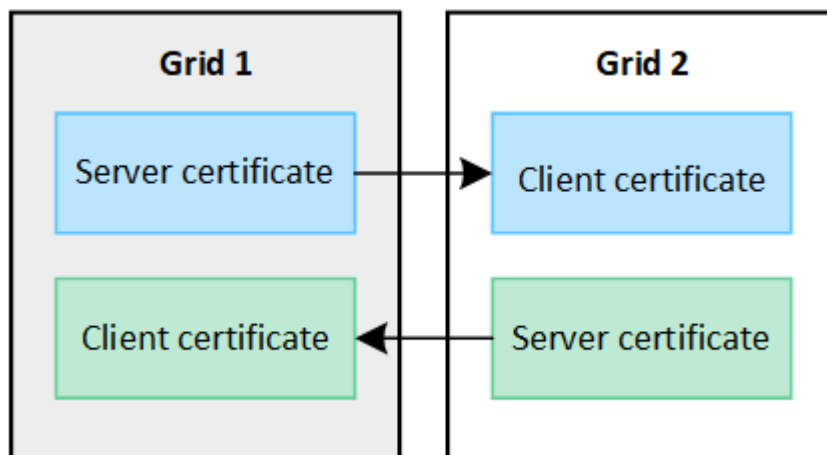 Grid 1
Grid 2
Server certificate
Client certificate
Client certificate
Server certificate